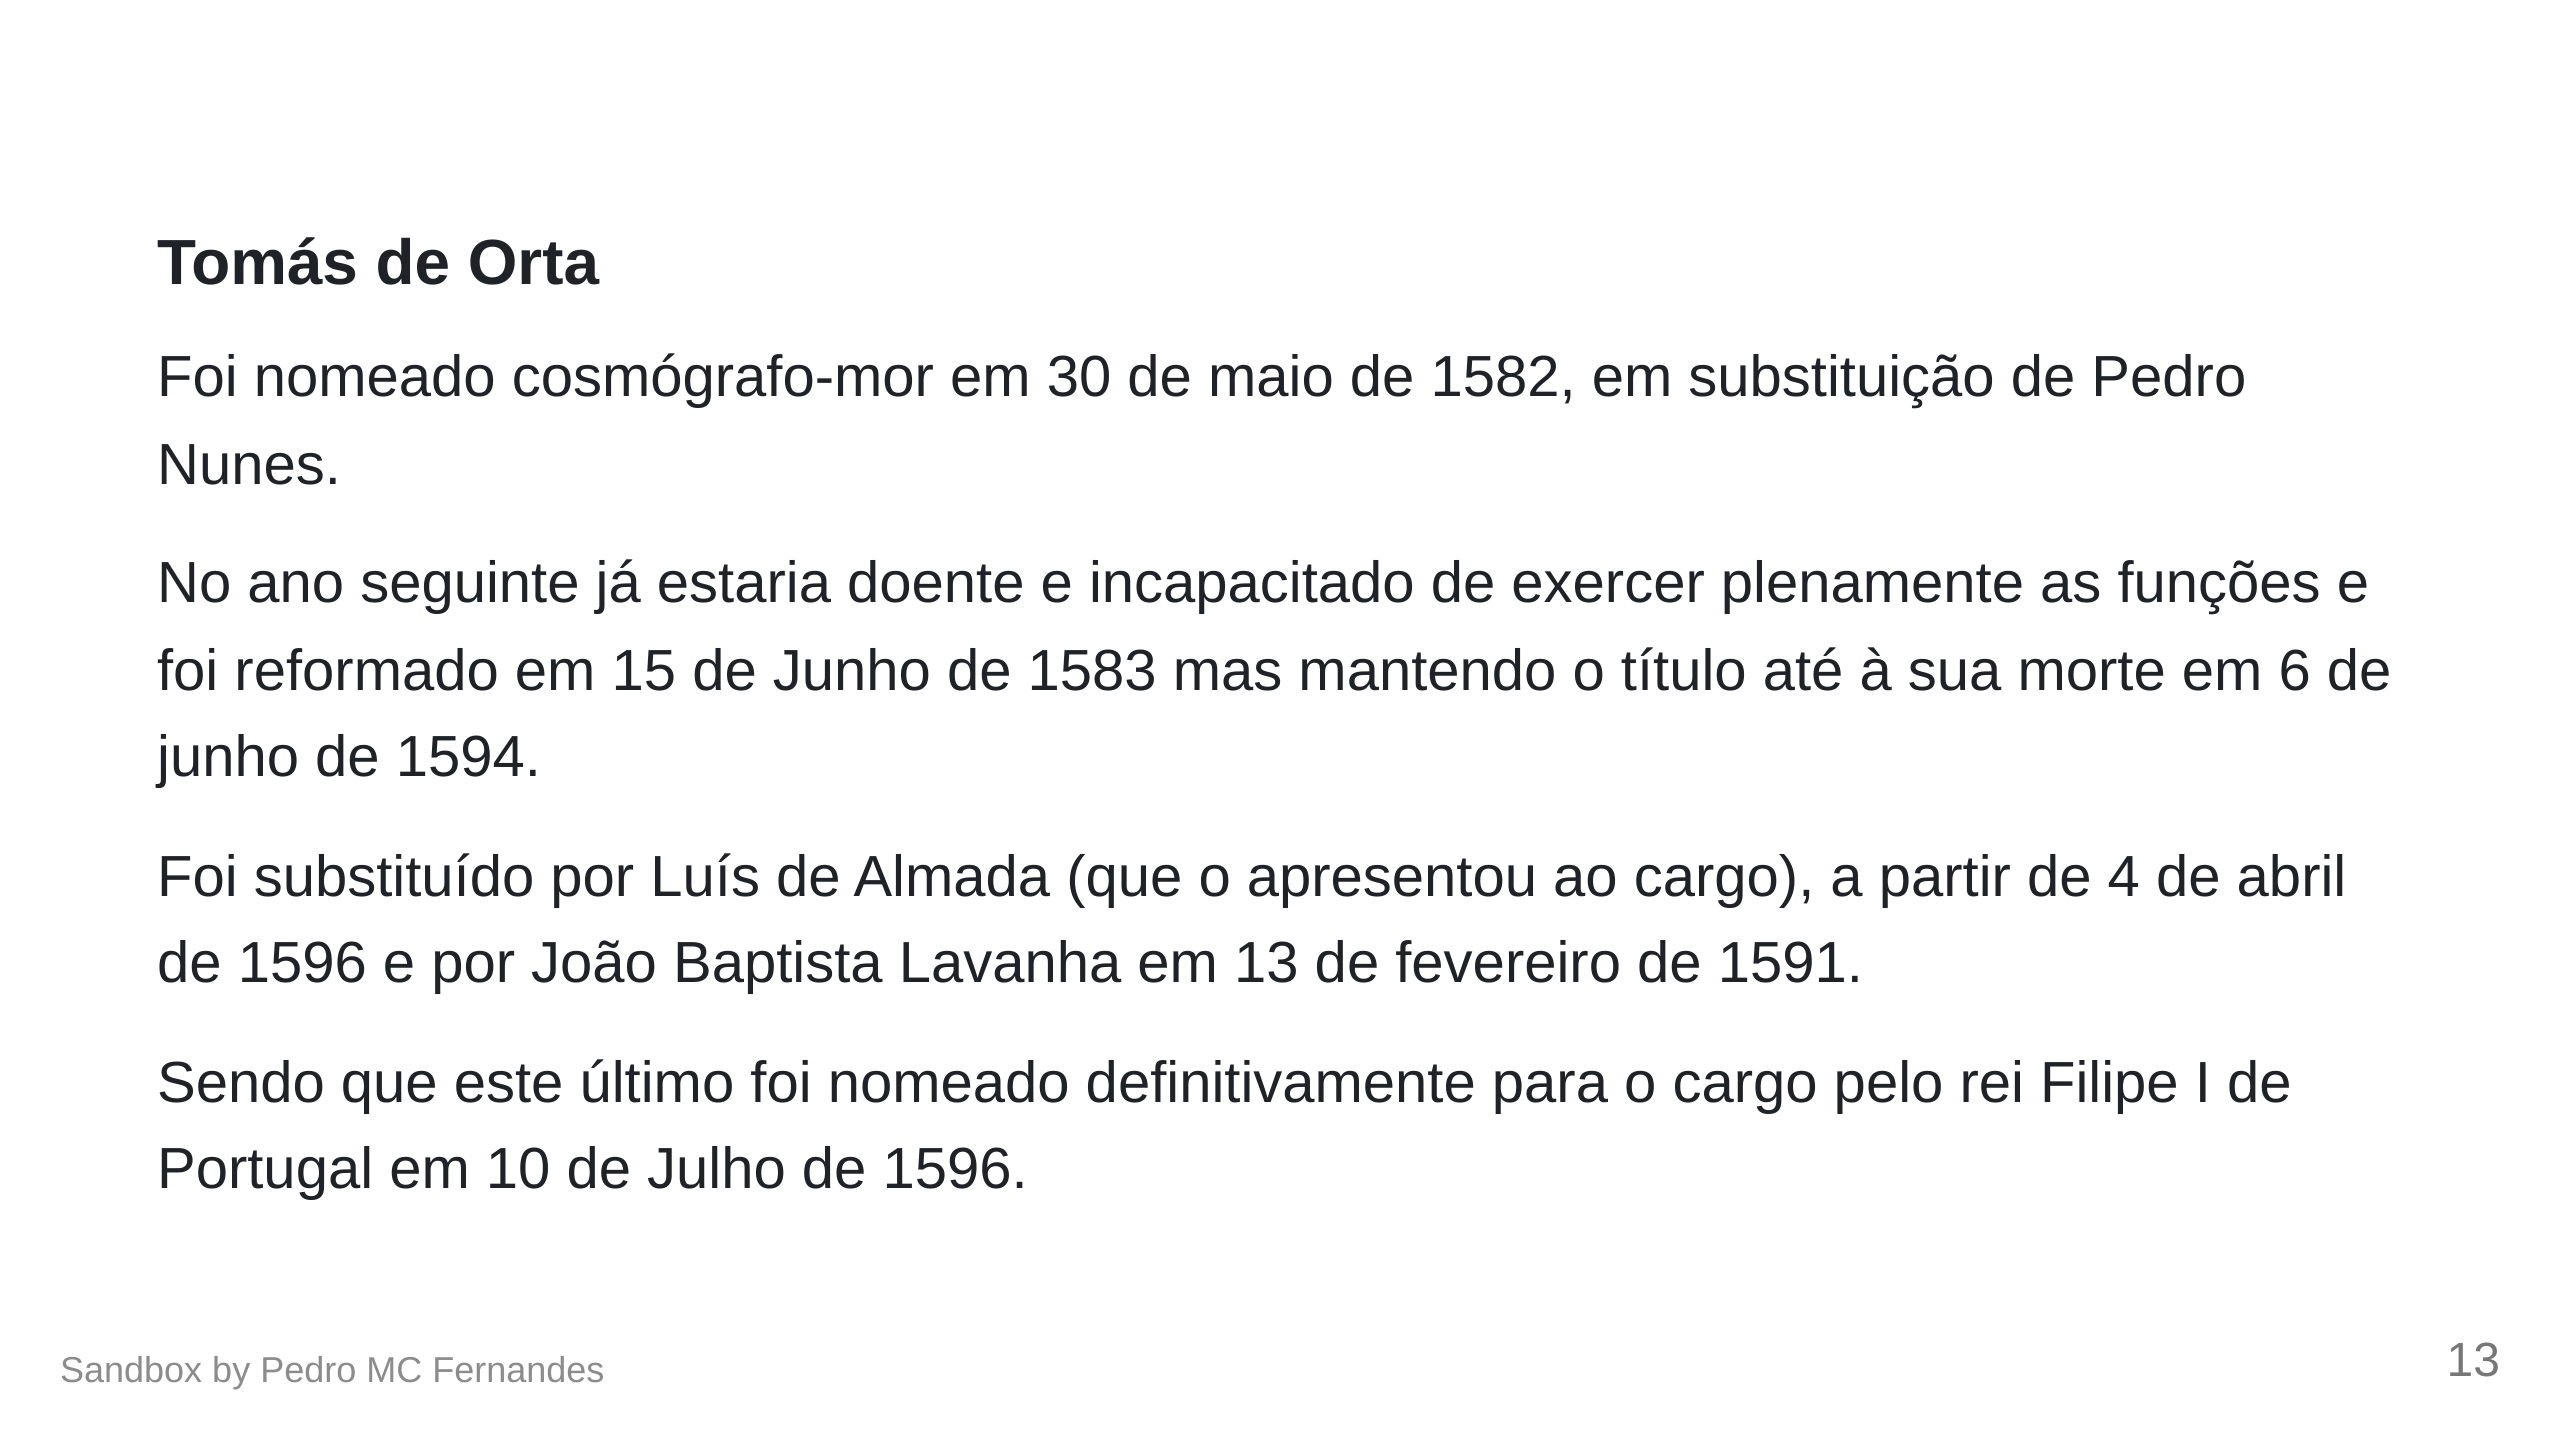 Tomás de Orta
Foi nomeado cosmógrafo-mor em 30 de maio de 1582, em substituição de Pedro
Nunes.
No ano seguinte já estaria doente e incapacitado de exercer plenamente as funções e
foi reformado em 15 de Junho de 1583 mas mantendo o título até à sua morte em 6 de
junho de 1594.
Foi substituído por Luís de Almada (que o apresentou ao cargo), a partir de 4 de abril
de 1596 e por João Baptista Lavanha em 13 de fevereiro de 1591.
Sendo que este último foi nomeado definitivamente para o cargo pelo rei Filipe I de
Portugal em 10 de Julho de 1596.
Sandbox by Pedro MC Fernandes
13